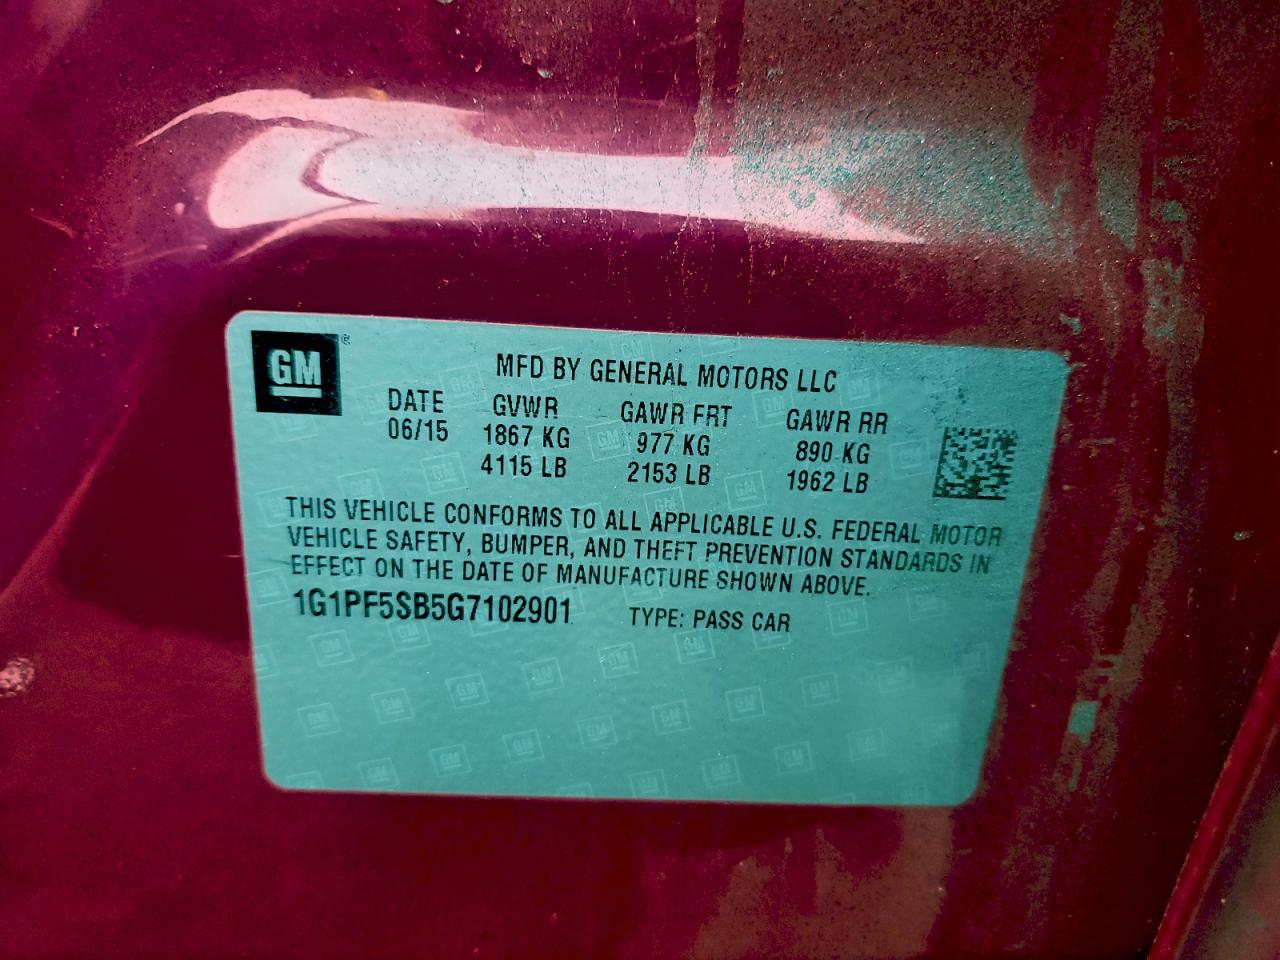 GM
MFD BY GENERAL MOTORS LLC
DATE GVWR GAWR FRT GAWR RR
06/15 1867 KG 977 KG 890 KG
4115 LB 2153 LB 1962 LB
THIS VEHICLE CONFORMS TO ALL APPLICABLE U.S. FEDERAL MOTOR
VEHICLE SAFETY, BUMPER, AND THEFT PREVENTION STANDARDS IN
EFFECT ON THE DATE OF MANUFACTURE SHOWN ABOVE.
1G1PF5SB5G7102901 TYPE: PASS CAR